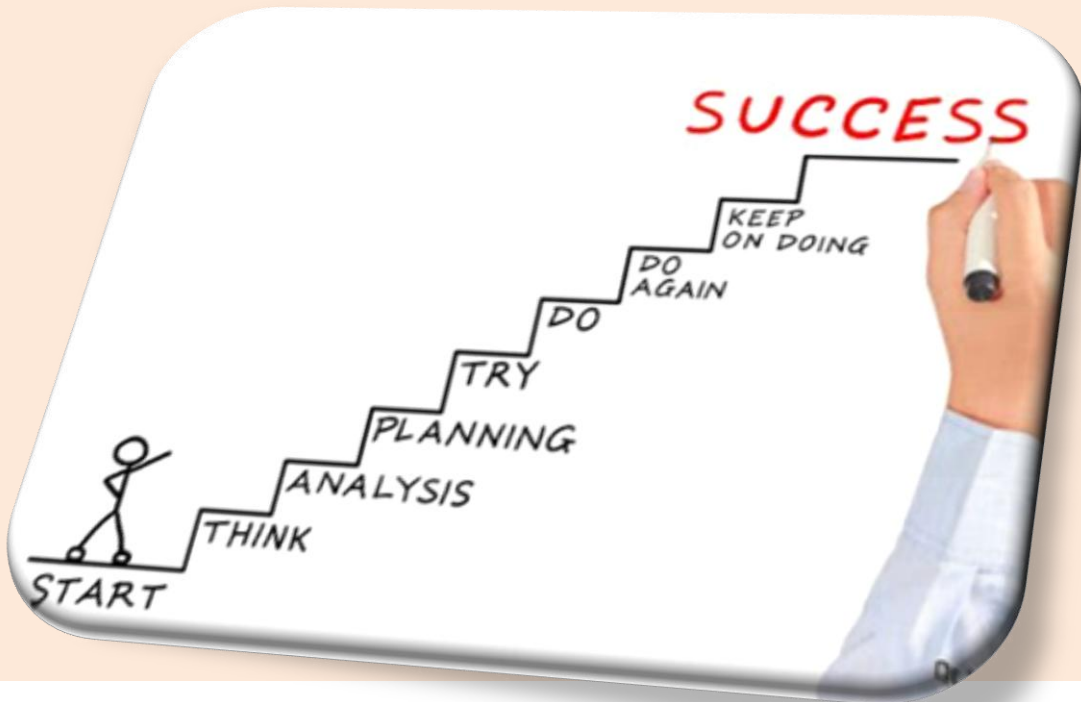 SUCCESS
KEEP
ON DOING
DO
AGAIN
DO
TRY
PLANNING
ANALYSIS
THINK
START